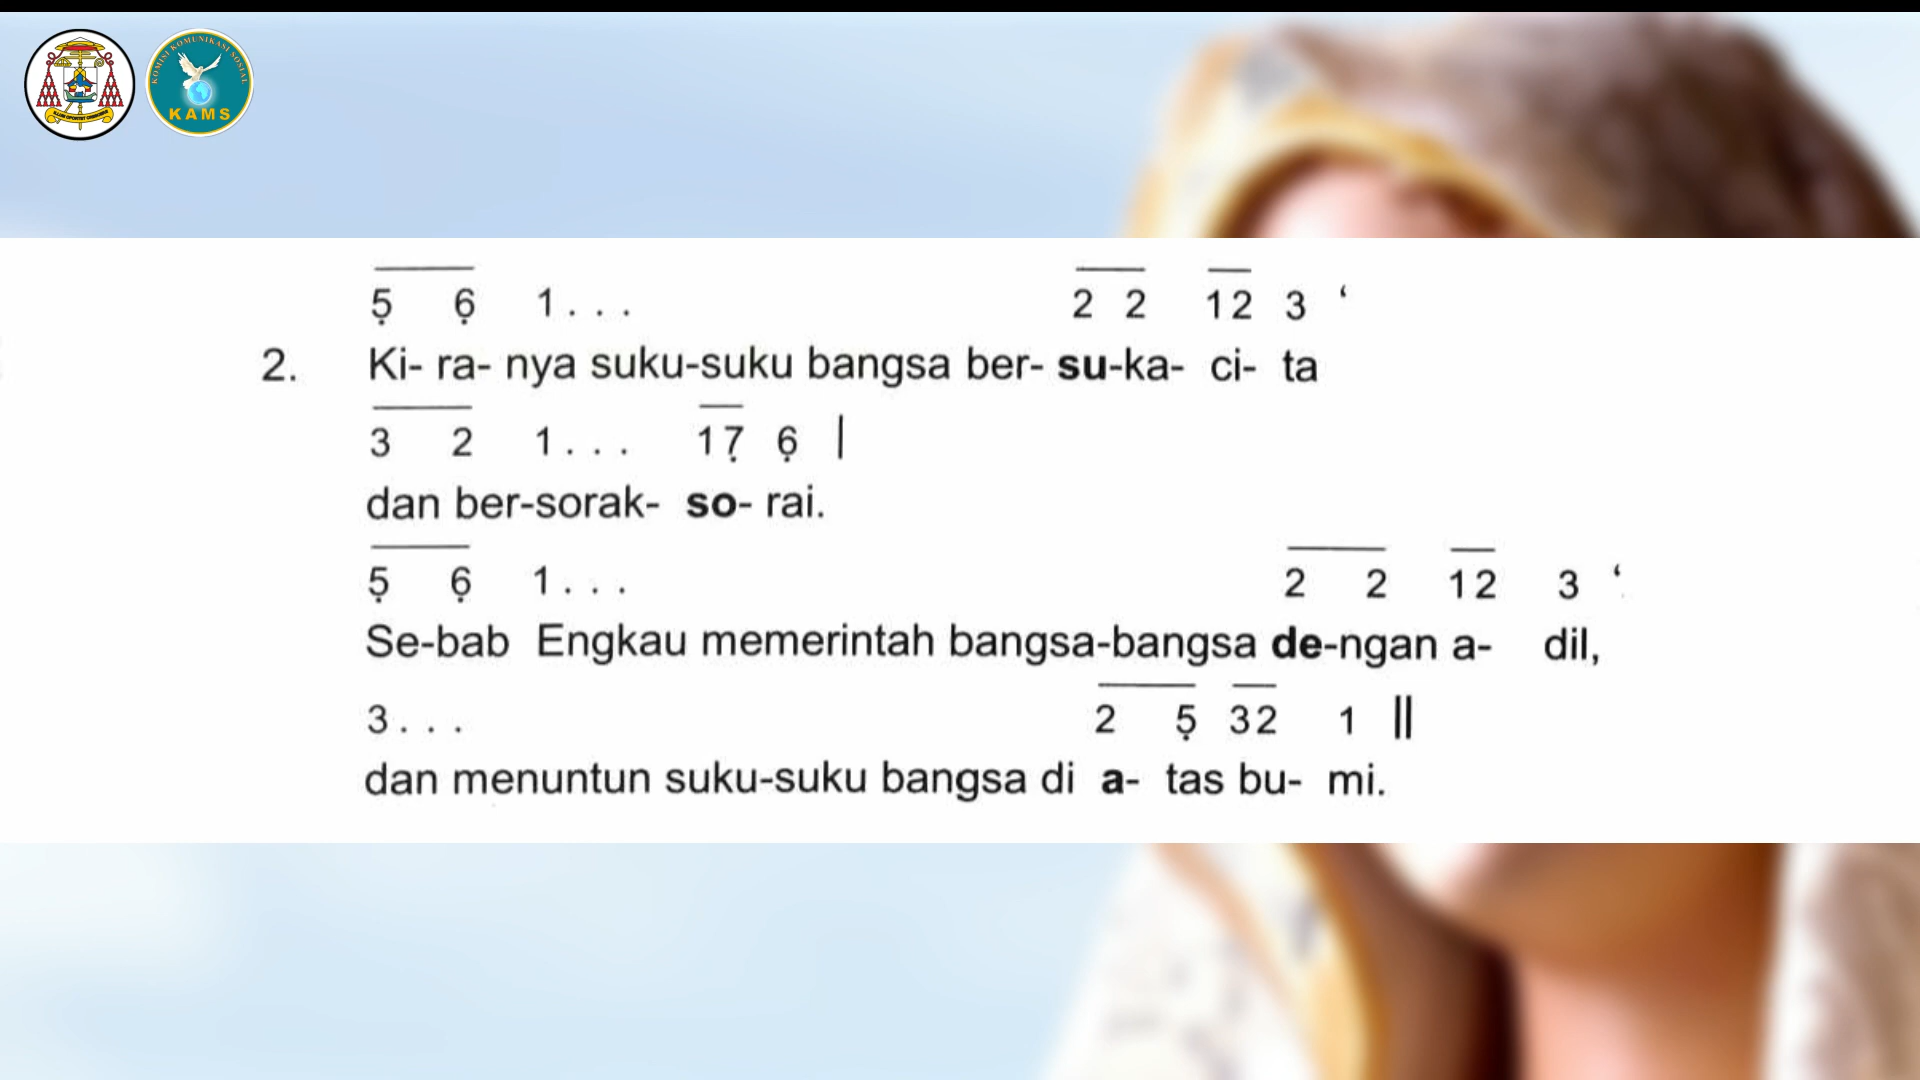 KOMISI KOMUNIKASI SOSIAL
KAMS
5̣ 6̣ 1 . . . 2 2 12 3 ‘
2. Ki- ra- nya suku-suku bangsa ber- su-ka- ci- ta
3 2 1 . . . 17̣ 6̣ |
dan ber-sorak- so- rai.
5̣ 6̣ 1 . . . 2 2 12 3 ‘
Se-bab Engkau memerintah bangsa-bangsa de-ngan a- dil,
3 . . . 2 5̣ 32 1 ||
dan menuntun suku-suku bangsa di a- tas bu- mi.